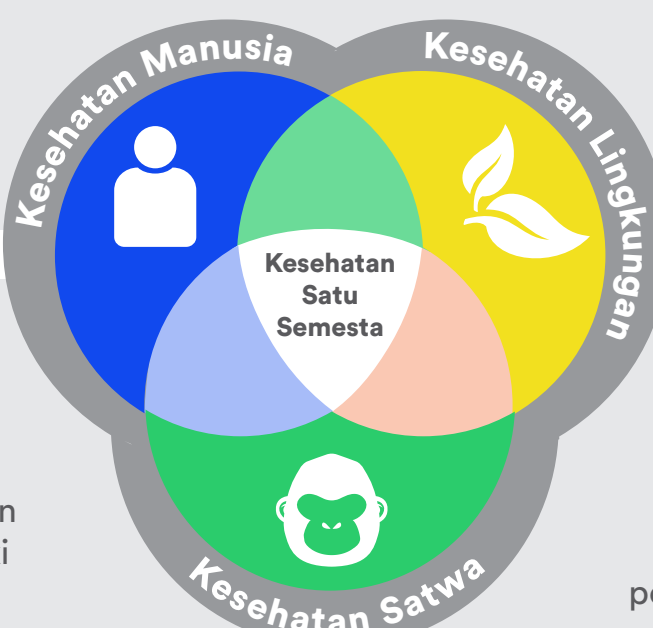 Kesehatan Manusia
Kesehatan Lingkungan
Kesehatan
Satu
Semesta
Kesehatan Satwa